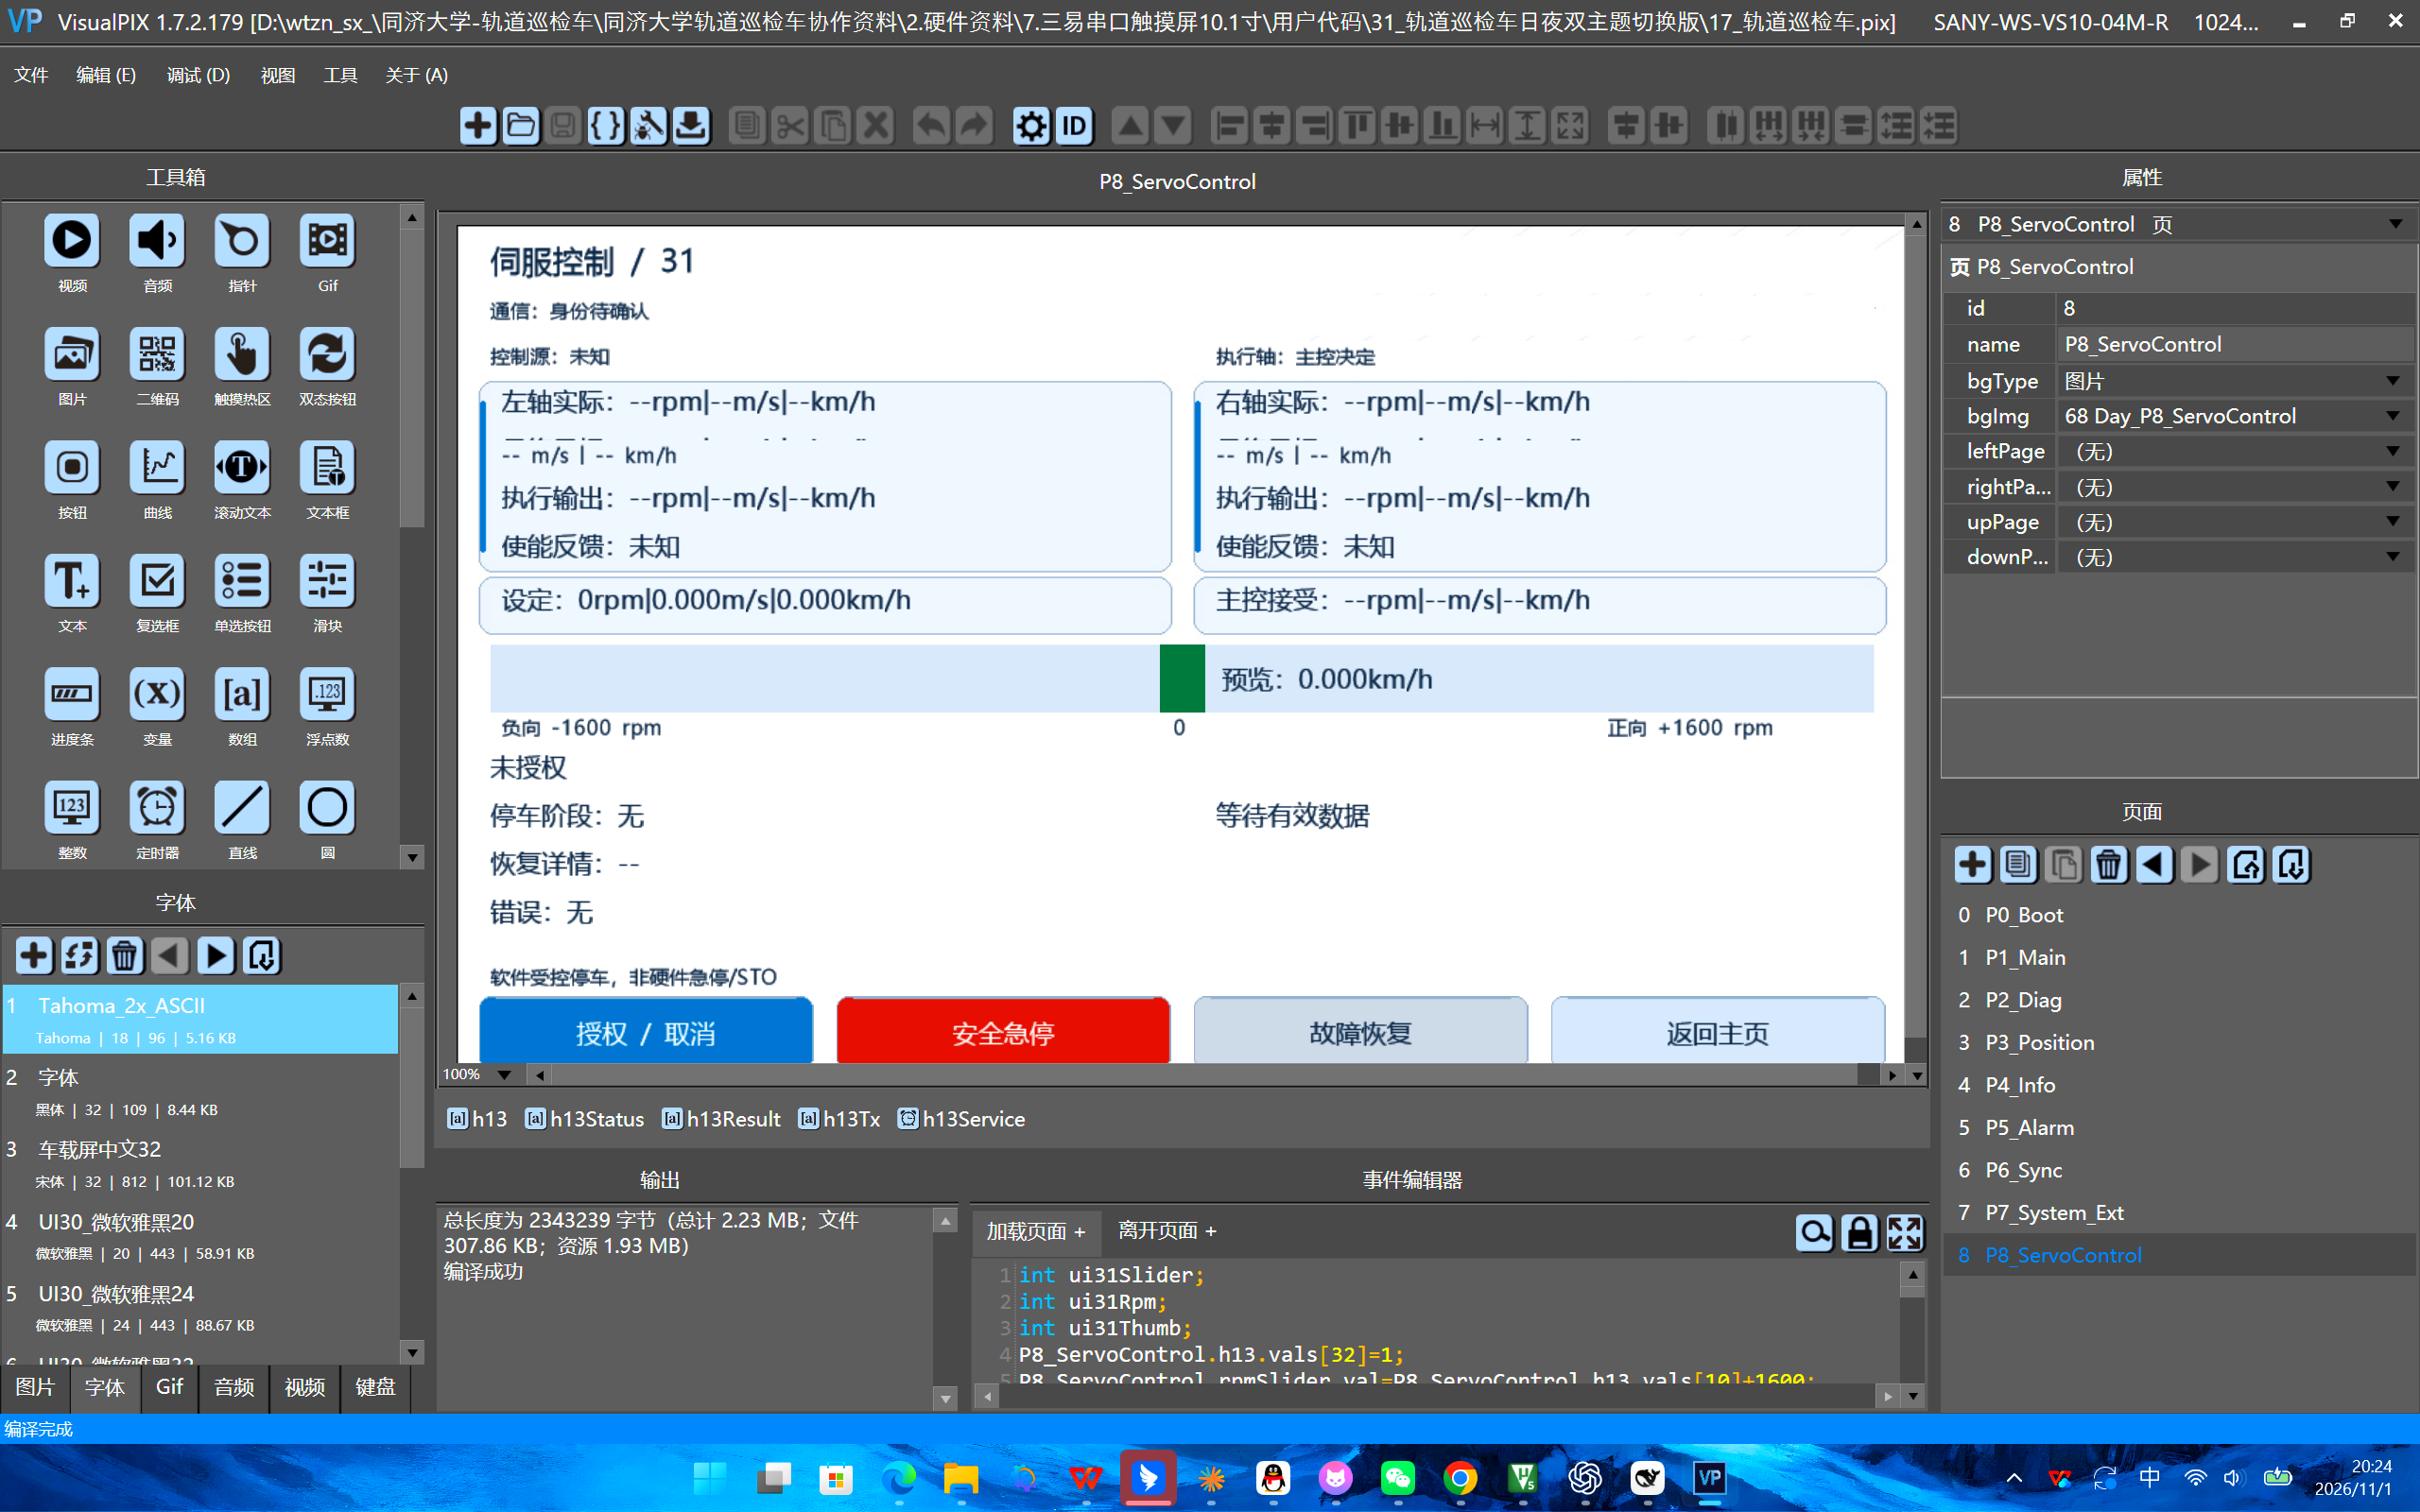 VP VisualPIX 1.7.2.179 [D:\wtzn_sx_\同济大学-轨道巡检车\同济大学轨道巡检车协作资料\2.硬件资料\7.三易串口触摸屏10.1寸\用户代码\31_轨道巡检车日夜双主题切换版\17_轨道巡检车.pix] SANY-WS-VS10-04M-R 1024...
文件 编辑 (E) 调试 (D) 视图 工具 关于 (A)
ID
工具箱
视频 音频 指针 Gif
图片 二维码 触摸热区 双态按钮
按钮 曲线 滚动文本 文本框
文本 复选框 单选按钮 滑块
进度条 变量 数组 浮点数
整数 定时器 直线 圆
字体
1 Tahoma_2x_ASCII
Tahoma | 18 | 96 | 5.16 KB
2 字体
黑体 | 32 | 109 | 8.44 KB
3 车载屏中文32
宋体 | 32 | 812 | 101.12 KB
4 UI30_微软雅黑20
微软雅黑 | 20 | 443 | 58.91 KB
5 UI30_微软雅黑24
微软雅黑 | 24 | 443 | 88.67 KB
图片 字体 Gif 音频 视频 键盘
编译完成
P8_ServoControl
伺服控制 / 31
通信：身份待确认
控制源：未知 执行轴：主控决定
左轴实际：--rpm|--m/s|--km/h
-- m/s | -- km/h
执行输出：--rpm|--m/s|--km/h
使能反馈：未知
右轴实际：--rpm|--m/s|--km/h
-- m/s | -- km/h
执行输出：--rpm|--m/s|--km/h
使能反馈：未知
设定：0rpm|0.000m/s|0.000km/h
主控接受：--rpm|--m/s|--km/h
预览：0.000km/h
负向 -1600 rpm 0 正向 +1600 rpm
未授权
停车阶段：无 等待有效数据
恢复详情：--
错误：无
软件受控停车，非硬件急停/STO
授权 / 取消 安全急停 故障恢复 返回主页
100%
h13 h13Status h13Result h13Tx h13Service
输出
总长度为 2343239 字节（总计 2.23 MB；文件
307.86 KB；资源 1.93 MB）
编译成功
事件编辑器
加载页面 + 离开页面 +
1 int ui31Slider;
2 int ui31Rpm;
3 int ui31Thumb;
4 P8_ServoControl.h13.vals[32]=1;
5 P8_ServoControl.rpmSlider.val=P8_ServoControl.h13.vals[10]+1600;
属性
8 P8_ServoControl 页
页 P8_ServoControl
id 8
name P8_ServoControl
bgType 图片
bgImg 68 Day_P8_ServoControl
leftPage （无）
rightPa... （无）
upPage （无）
downP... （无）
页面
0 P0_Boot
1 P1_Main
2 P2_Diag
3 P3_Position
4 P4_Info
5 P5_Alarm
6 P6_Sync
7 P7_System_Ext
8 P8_ServoControl
中
20:24
2026/11/1